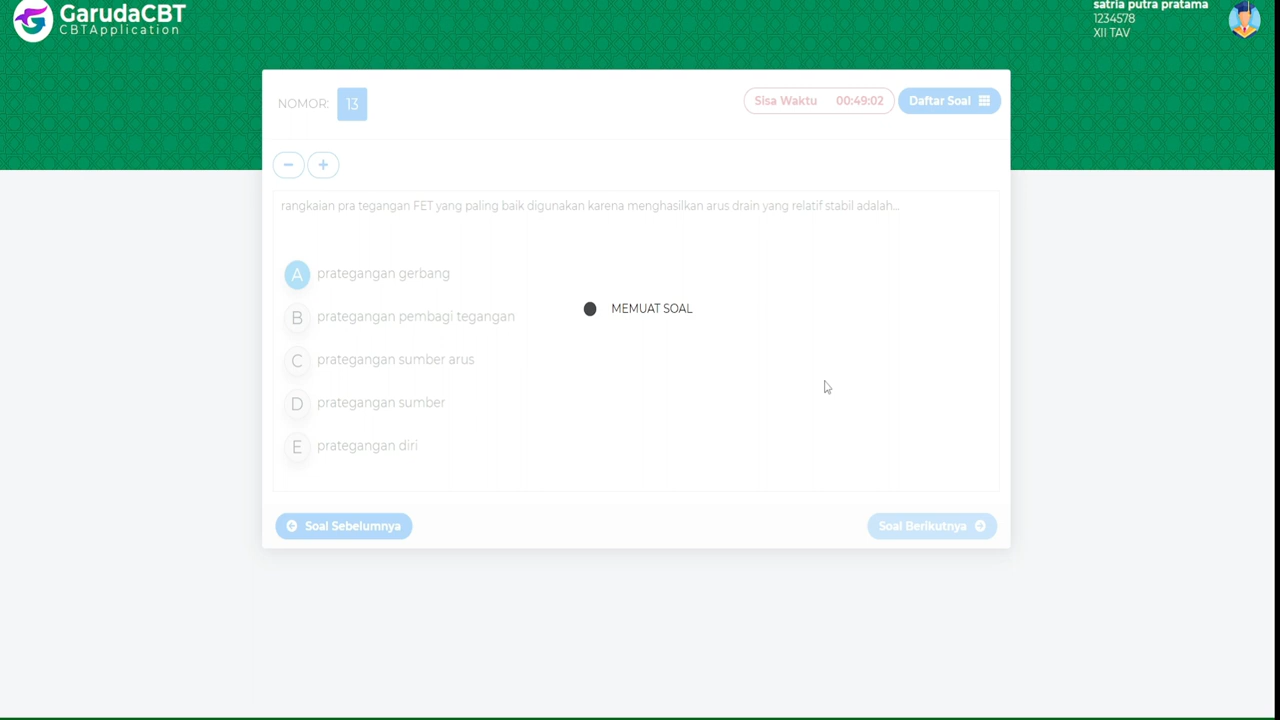 GarudaCBT
CBTApplication
satria putra pratama
1234578
XII TAV
NOMOR: 13
Sisa Waktu 00:49:02
Daftar Soal
rangkaian pra tegangan FET yang paling baik digunakan karena menghasilkan arus drain yang relatif stabil adalah...
A prategangan gerbang
B prategangan pembagi tegangan
C prategangan sumber arus
D prategangan sumber
E prategangan diri
MEMUAT SOAL
Soal Sebelumnya
Soal Berikutnya